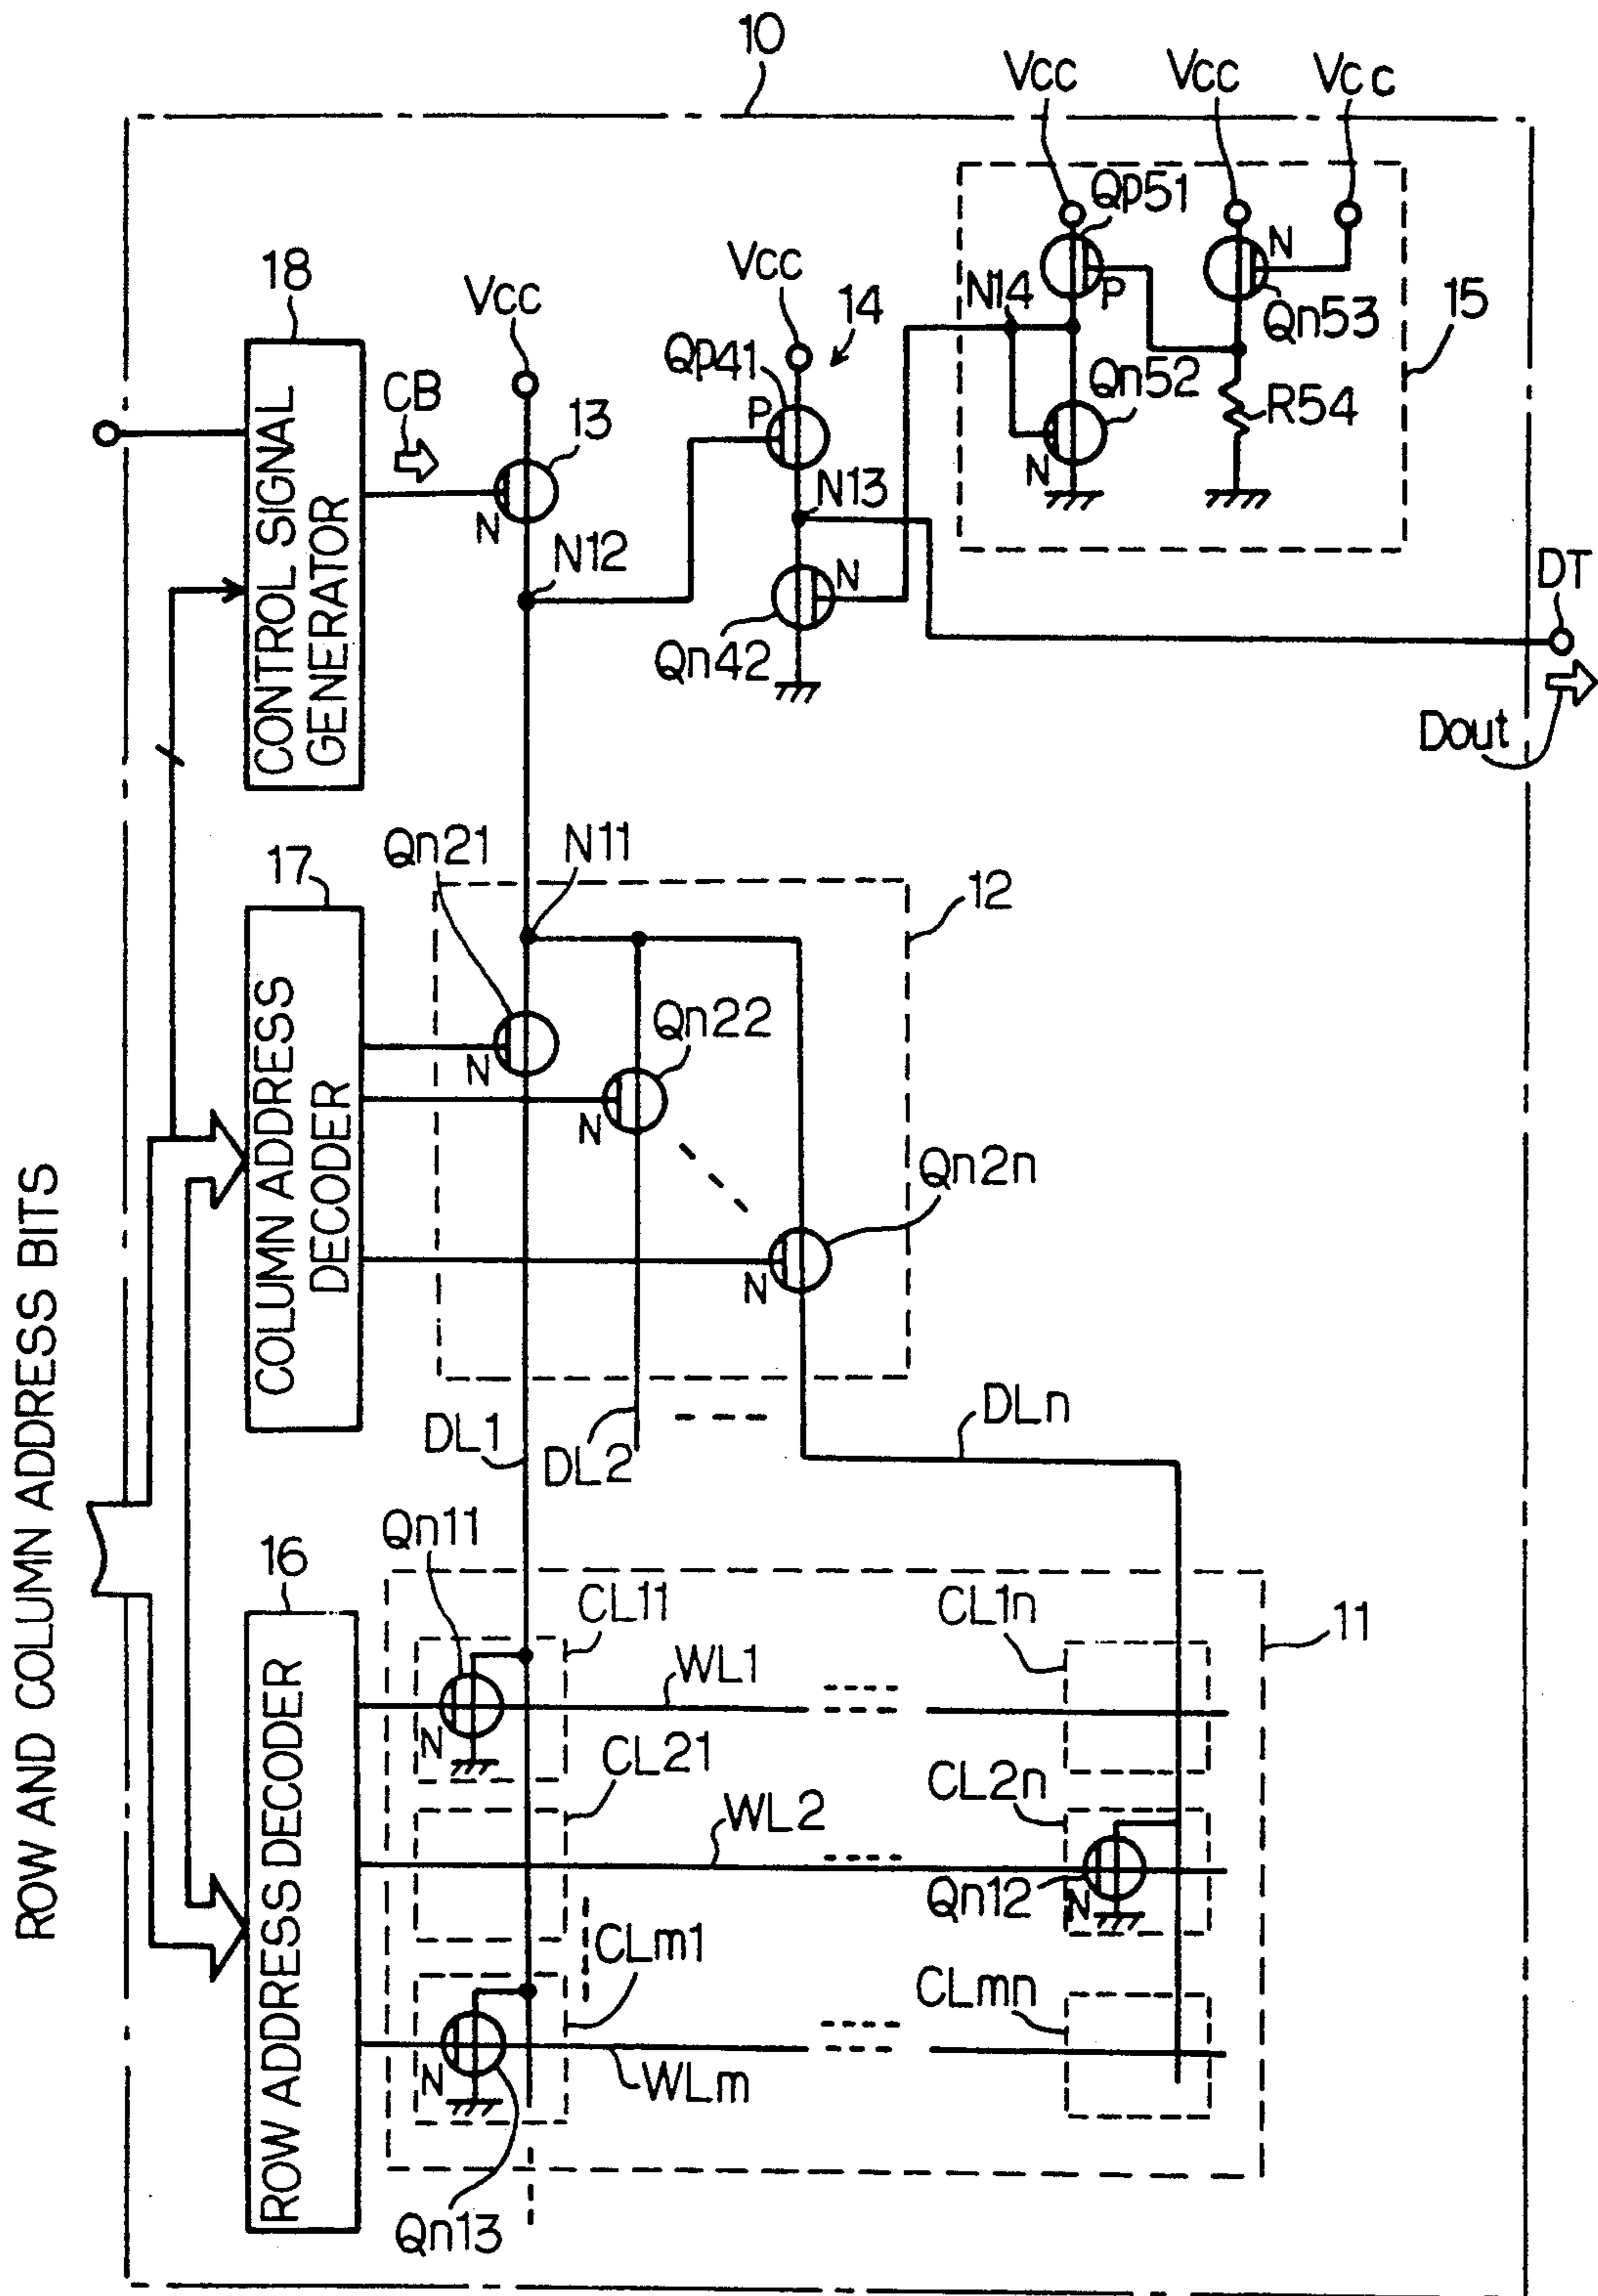 10
Vcc
Vcc
Vcc
Qp51
N
18
Vcc
Vcc
14
N14
P
Qn53
15
CB
Qp41
13
P
Qn52
R54
N
CONTROL SIGNAL
GENERATOR
N
N13
N12
N
DT
Qn42
Dout
Qn21
N11
17
12
COLUMN ADDRESS
DECODER
Qn22
N
N
Qn2n
N
ROW AND COLUMN ADDRESS BITS
DL1
DL2
DLn
Qn11
16
CL11
CL1n
11
WL1
N
CL21
CL2n
WL2
ROW ADDRESS DECODER
Qn12
N
CLm1
CLmn
N
WLm
Qn13